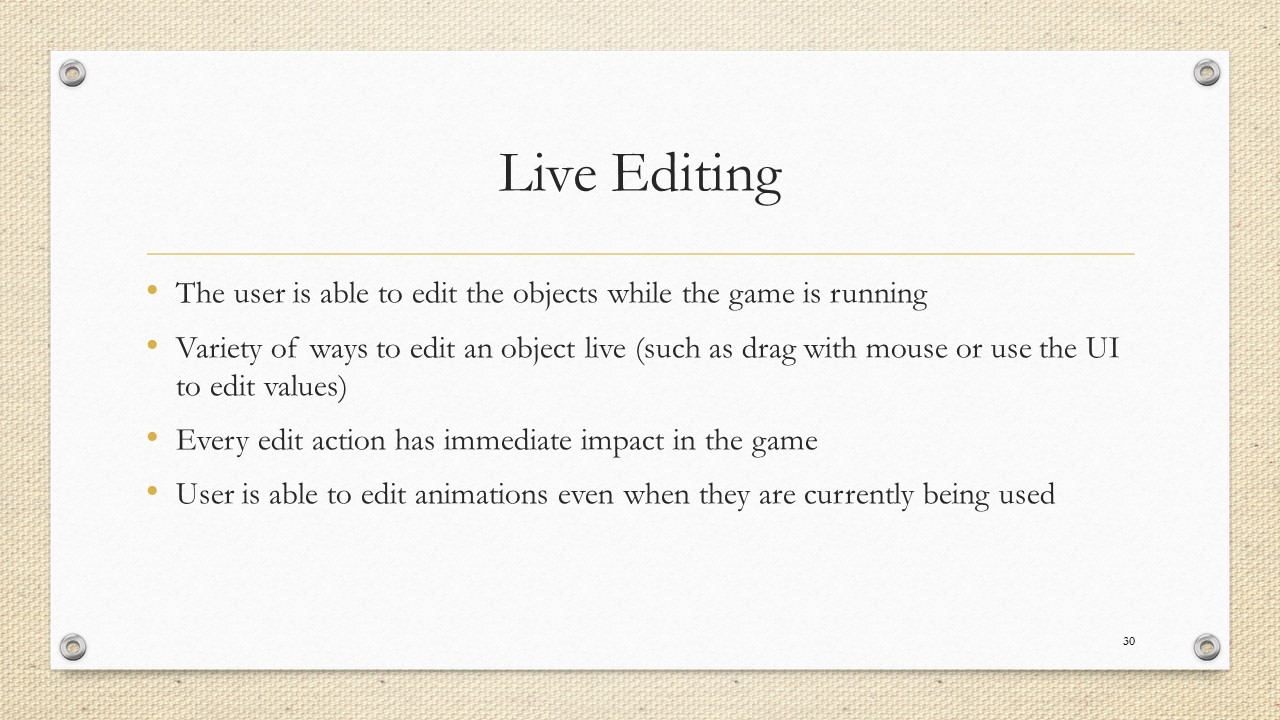 Live Editing
• The user is able to edit the objects while the game is running
• Variety of ways to edit an object live (such as drag with mouse or use the UI
to edit values)
• Every edit action has immediate impact in the game
• User is able to edit animations even when they are currently being used
30